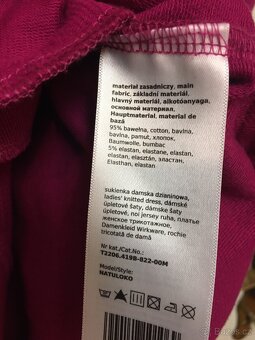 materiał zasadniczy, main
fabric, základní materiál,
hlavný materiál, alkotóanyaga,
основной материал,
Hauptmaterial, material de
bază
95% bawełna, cotton, bavlna,
bavlna, pamut, хлопок,
Baumwolle, bumbac
5% elastan, elastane, elastan,
elastan, elasztán, эластан,
Elasthan, elastan
sukienka damska dzianinowa,
ladies' knitted dress, dámské
úpletové šaty, dámske šaty
úpletové, noi jersey ruha, платье
женское трикотажное,
Damenkleid Wirkware, rochie
tricotată de damă
Nr kat./Cat.No.:
T2206.419B-822-00M
Model/Style:
NATULOKO